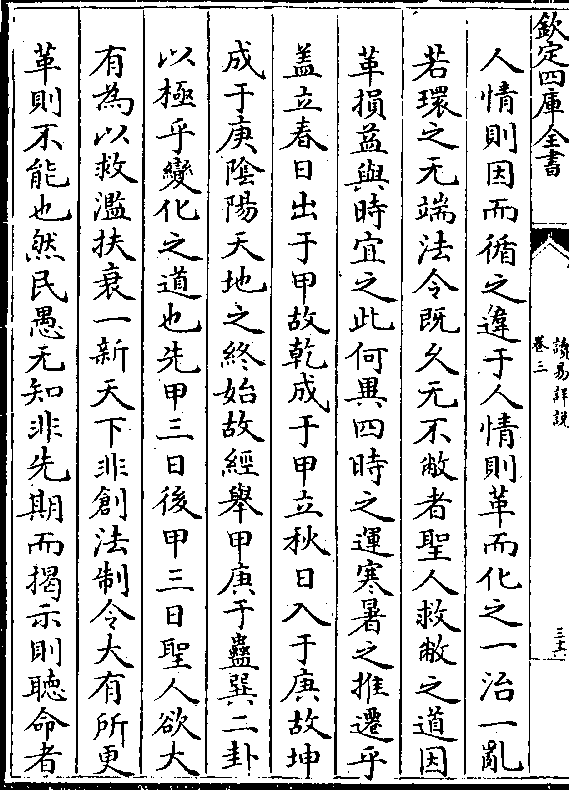 欽定四庫全書
讀易詳說
卷三
三十六
人情則因而循之違于人情則革而化之一治一亂
若環之无端法令既久无不敝者聖人救敝之道因
革損益與時宜之此何異四時之運寒暑之推遷乎
盖立春日出于甲故乾成于甲立秋日入于庚故坤
成于庚陰陽天地之終始故經舉甲庚于蠱巽二卦
以極乎變化之道也先甲三日後甲三日聖人欲大
有為以救濫扶衰一新天下非創法制令大有所更
革則不能也然民愚无知非先期而揭示則聽命者